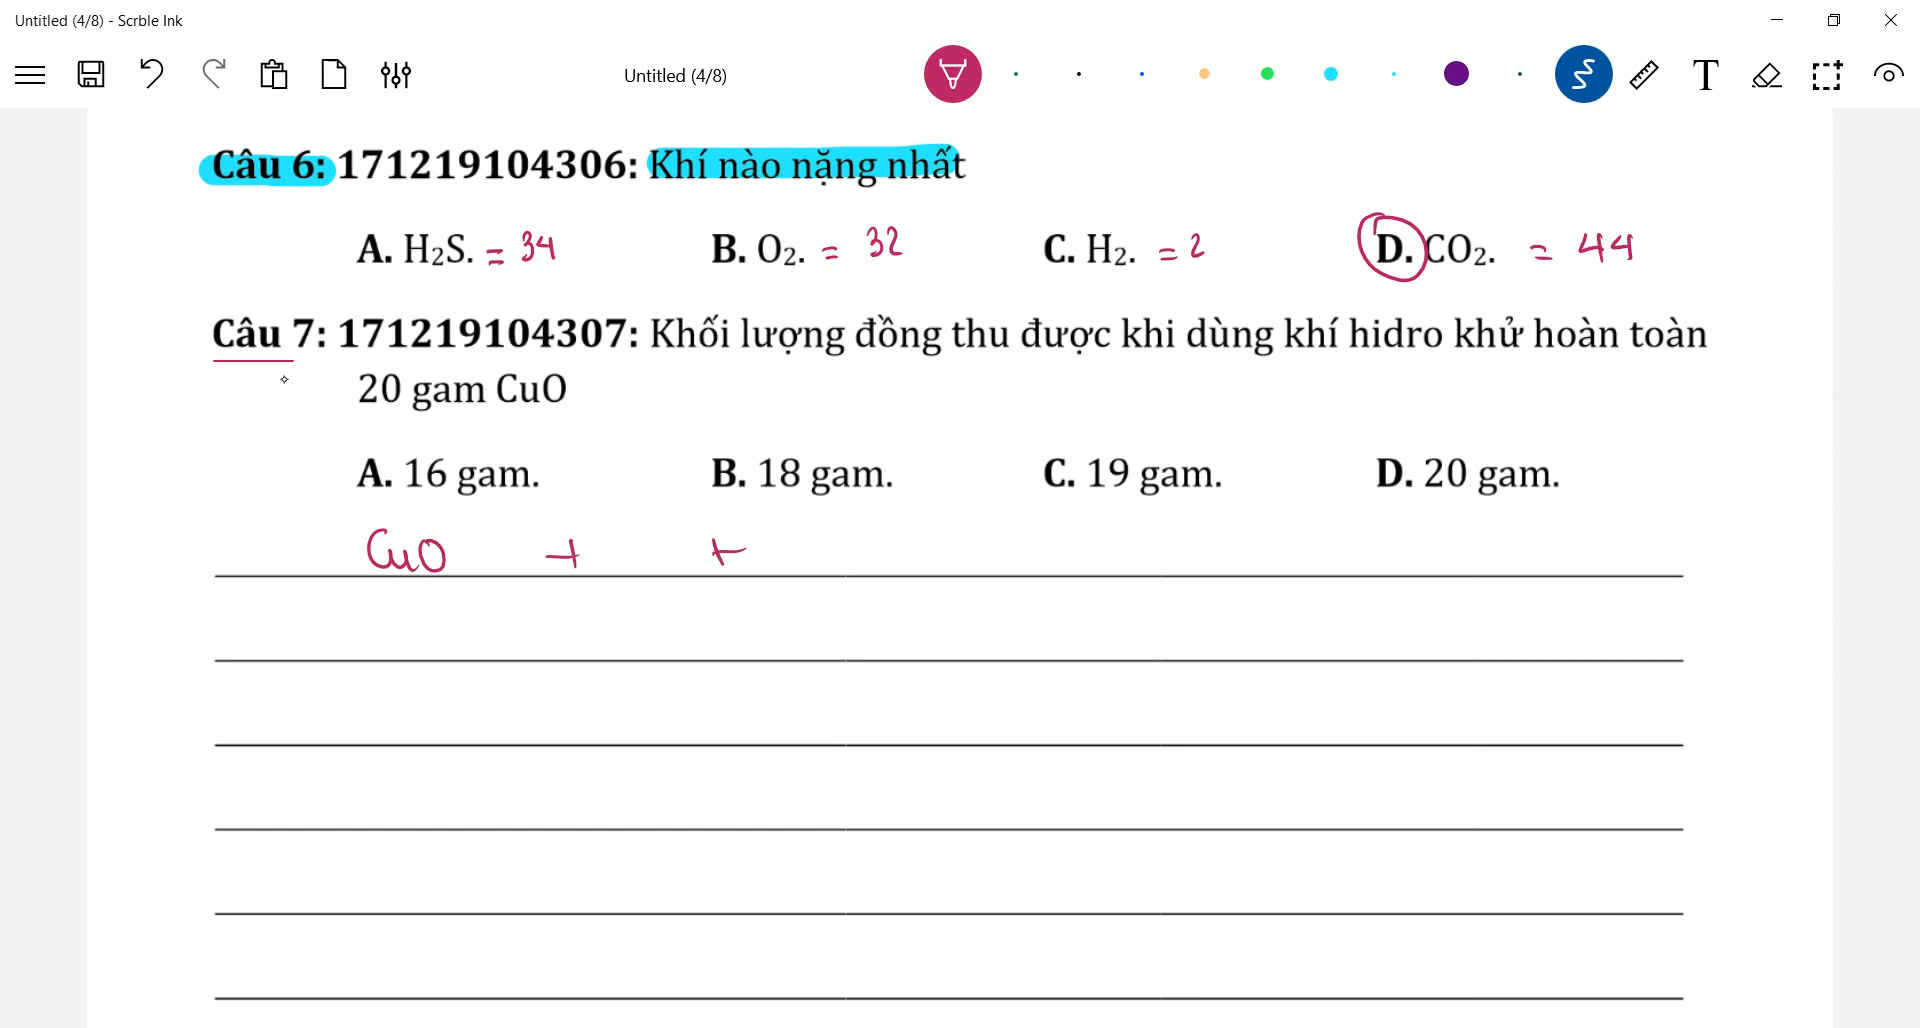 Untitled (4/8) - Scrble Ink
Untitled (4/8)
T
Câu 6: 171219104306: Khí nào nặng nhất
A. H₂S. = 34 B. O₂. = 32 C. H₂. = 2 D. CO₂. = 44
Câu 7: 171219104307: Khối lượng đồng thu được khi dùng khí hidro khử hoàn toàn
20 gam CuO
A. 16 gam. B. 18 gam. C. 19 gam. D. 20 gam.
CuO + +